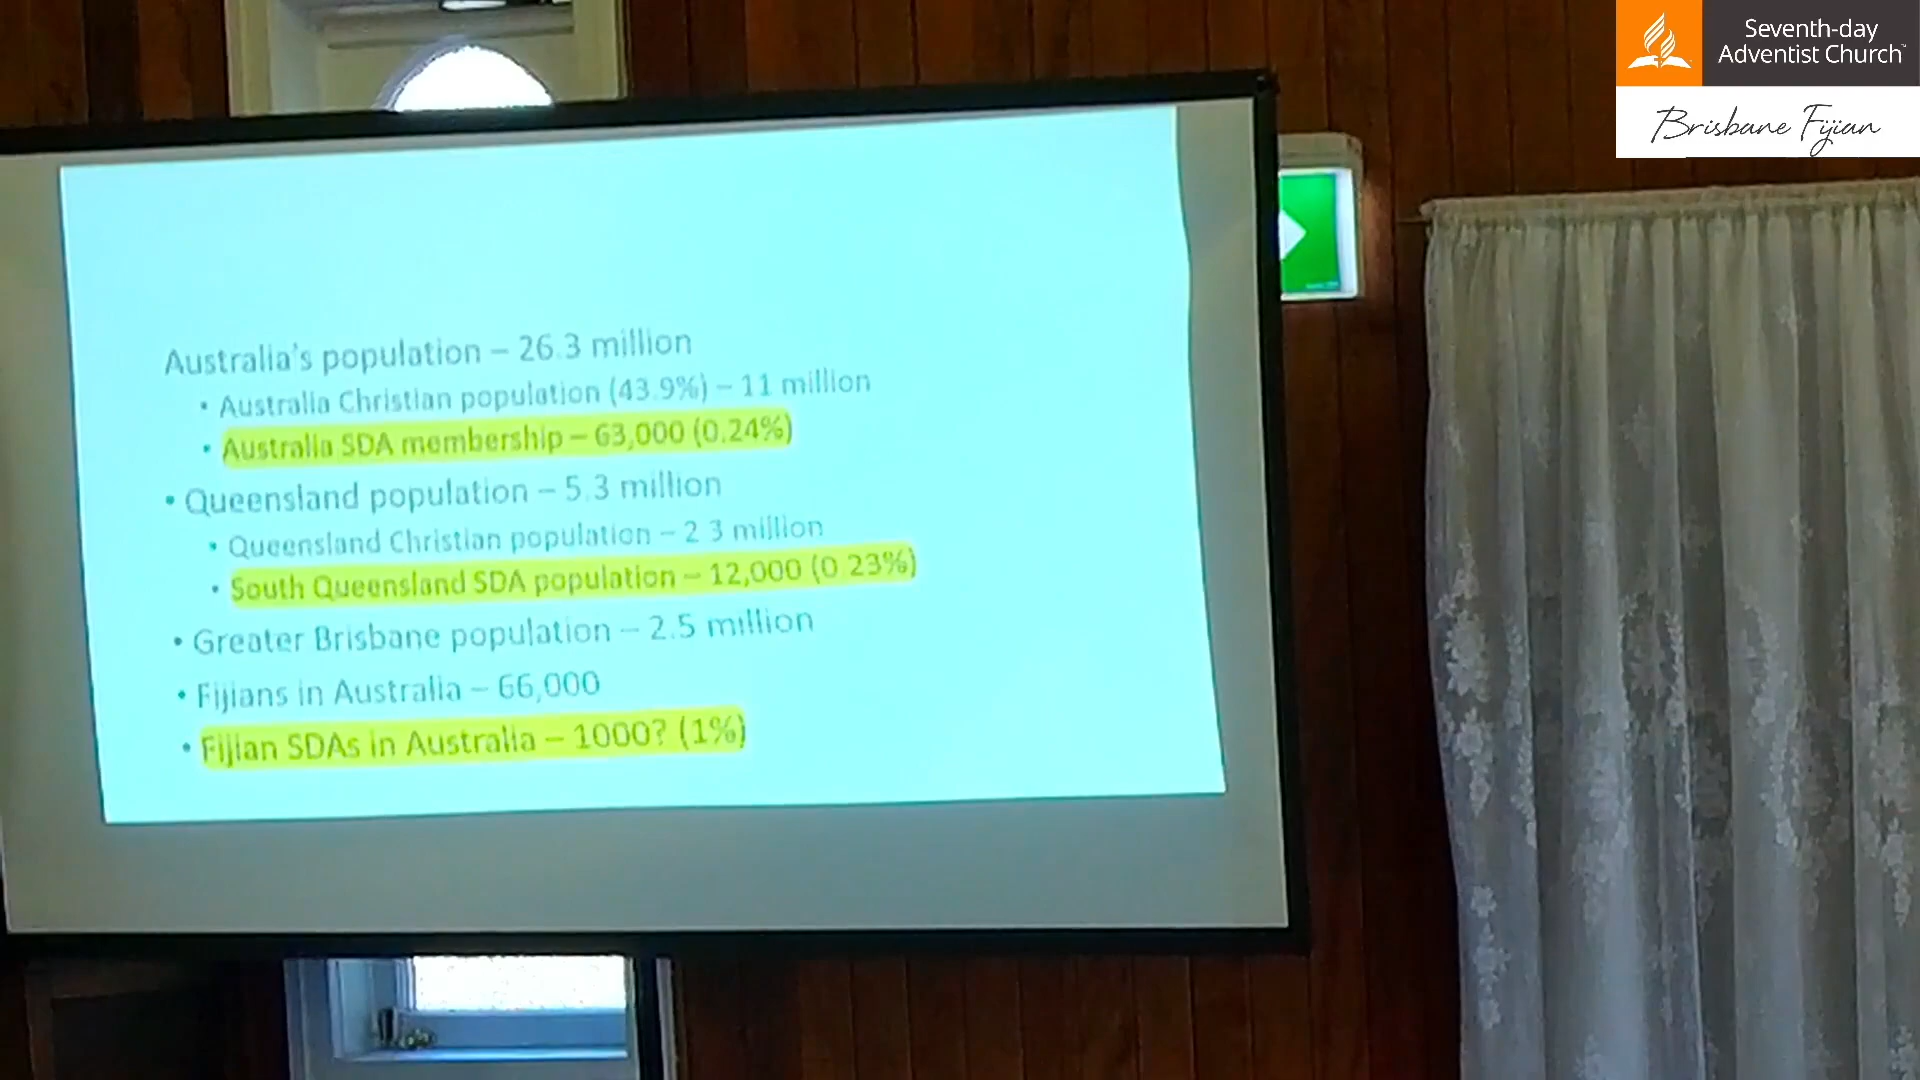 Seventh-day
Adventist Church™
Brisbane Fijian
Australia's population – 26.3 million
• Australia Christian population (43.9%) – 11 million
• Australia SDA membership – 63,000 (0.24%)
• Queensland population – 5.3 million
• Queensland Christian population – 2 3 million
• South Queensland SDA population – 12,000 (0 23%)
• Greater Brisbane population – 2.5 million
• Fijians in Australia – 66,000
• Fijian SDAs in Australia – 1000? (1%)